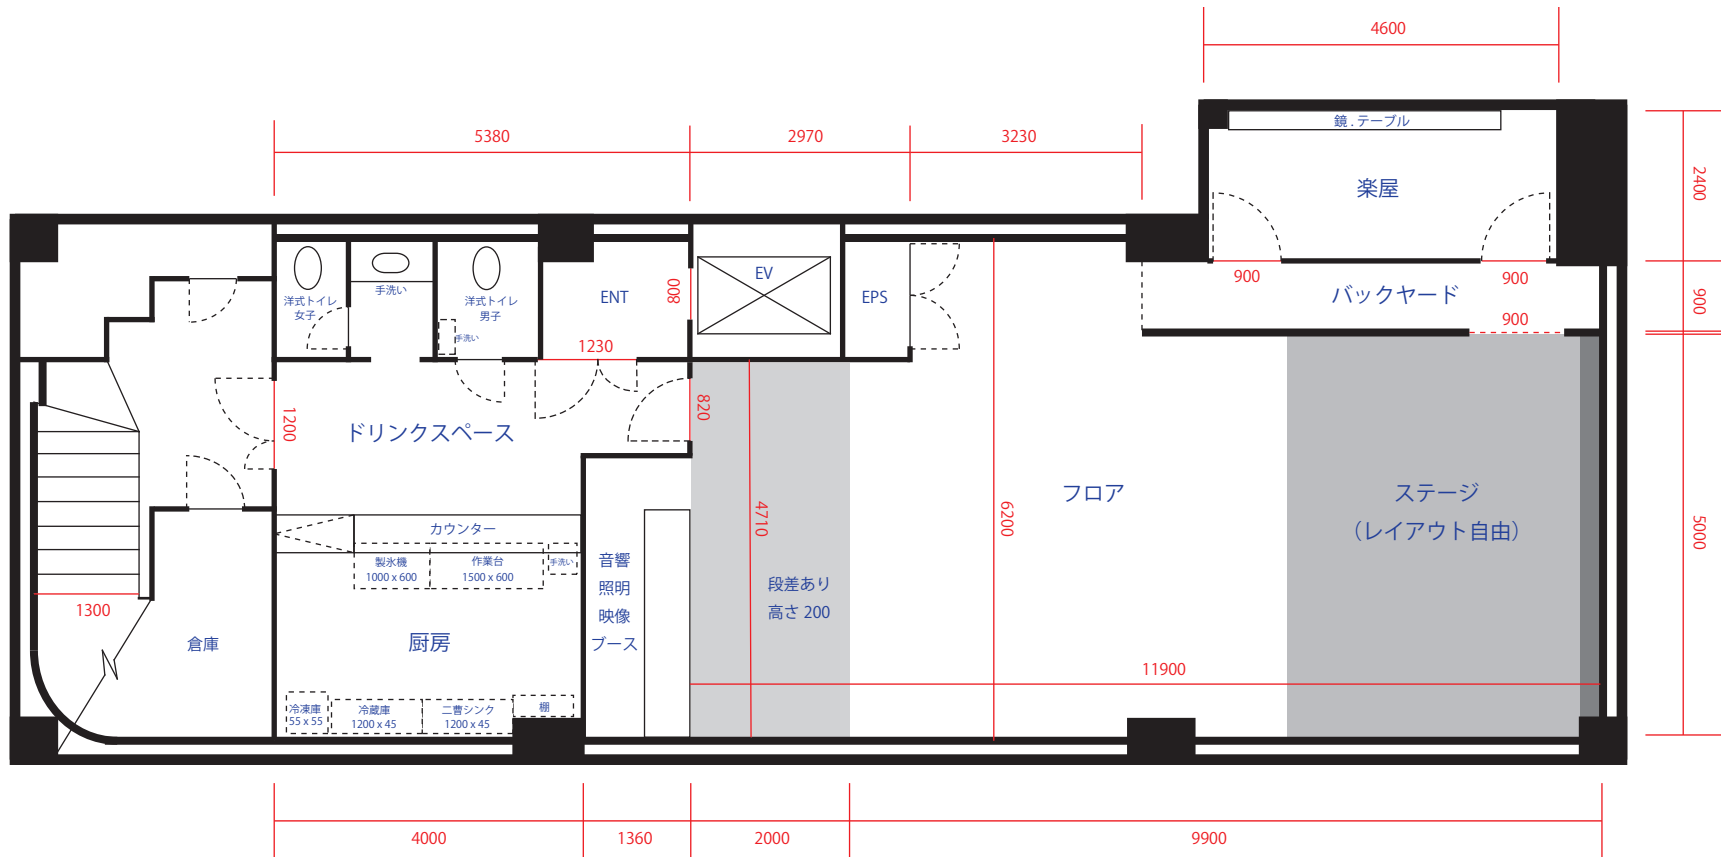 4600
5380
2970
3230
鏡.テーブル
2400
楽屋
EV
洋式トイレ
女子
手洗い
洋式トイレ
男子
手洗い
ENT
800
EPS
900
900
バックヤード
900
900
1230
1200
ドリンクスペース
820
フロア
ステージ
（レイアウト自由）
4710
6200
5000
カウンター
製氷機
1000 x 600
作業台
1500 x 600
手洗い
音響
照明
映像
ブース
段差あり
高さ 200
1300
倉庫
厨房
11900
冷凍庫
55 x 55
冷蔵庫
1200 x 45
二曹シンク
1200 x 45
棚
4000
1360
2000
9900